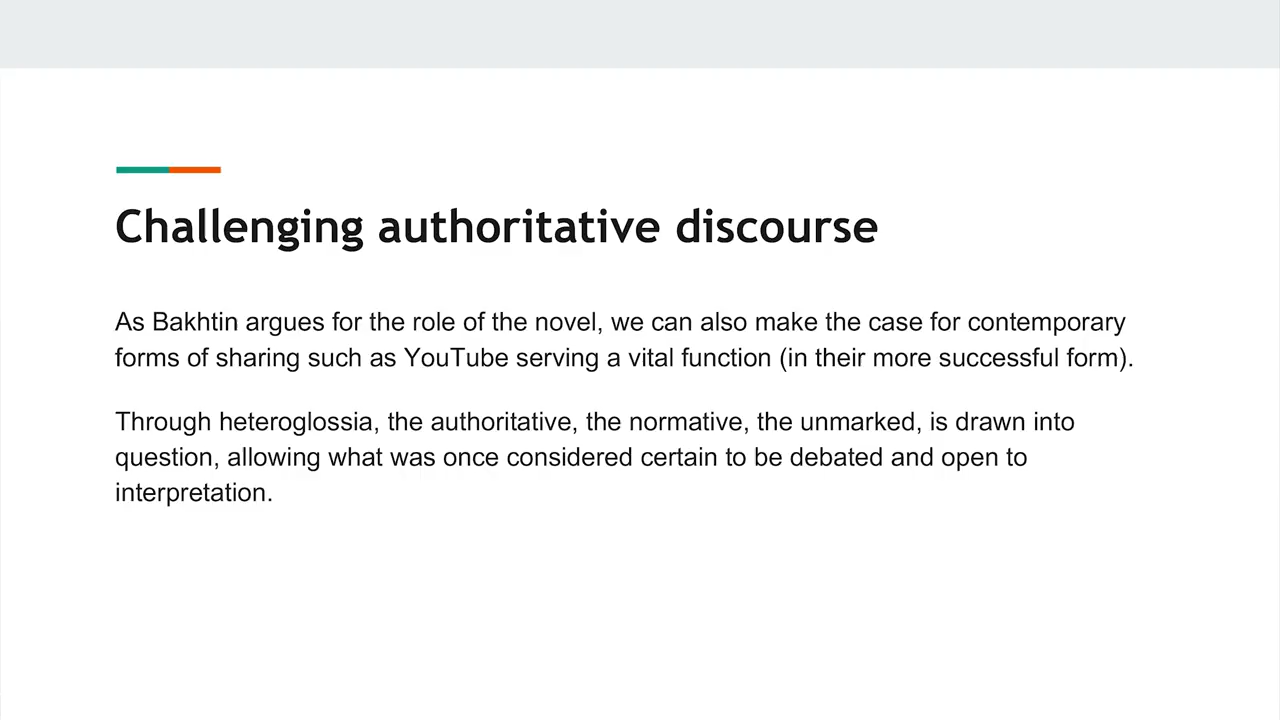 Challenging authoritative discourse
As Bakhtin argues for the role of the novel, we can also make the case for contemporary
forms of sharing such as YouTube serving a vital function (in their more successful form).
Through heteroglossia, the authoritative, the normative, the unmarked, is drawn into
question, allowing what was once considered certain to be debated and open to
interpretation.